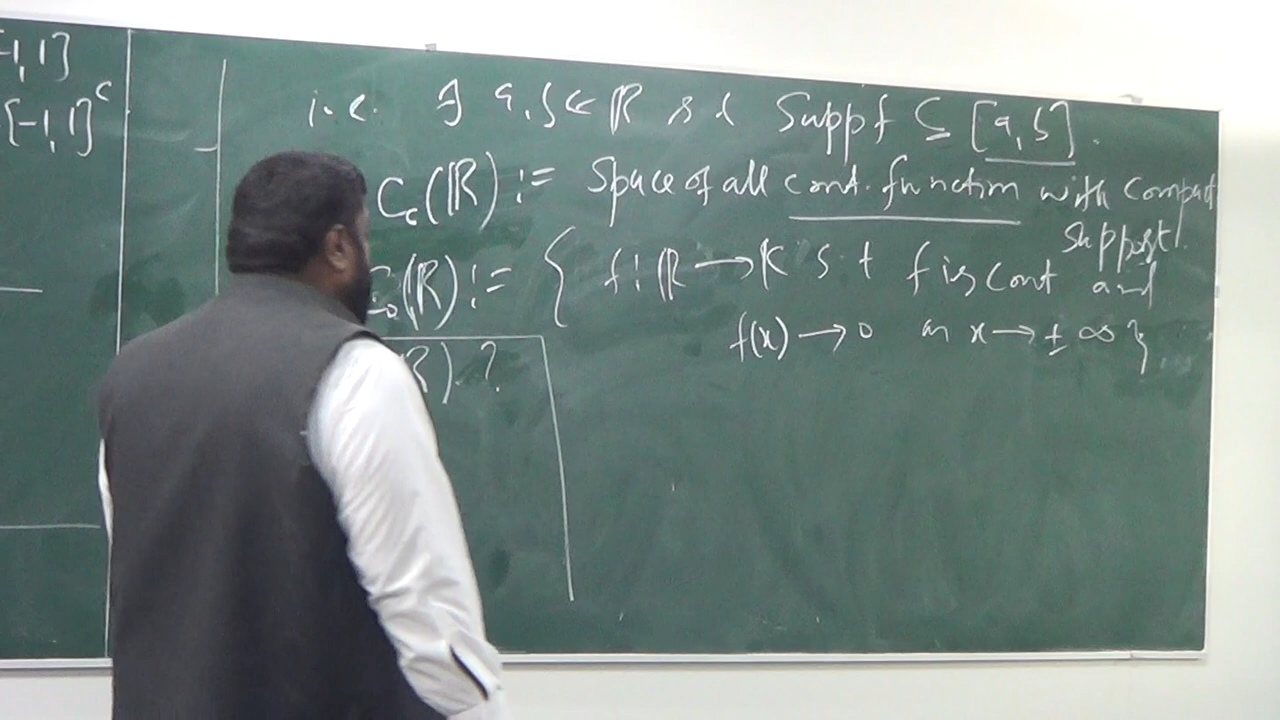 -1,1]
[-1,1]ᶜ
i.e. ∃ a,b ∈ ℝ s t Supp f ⊆ [a,b].
C_c(ℝ) := Space of all cont. function with compact support.
C₀(ℝ) := { f: ℝ → K s.t f is cont and
f(x) → 0 as x → ± ∞ }
ℝ) ?